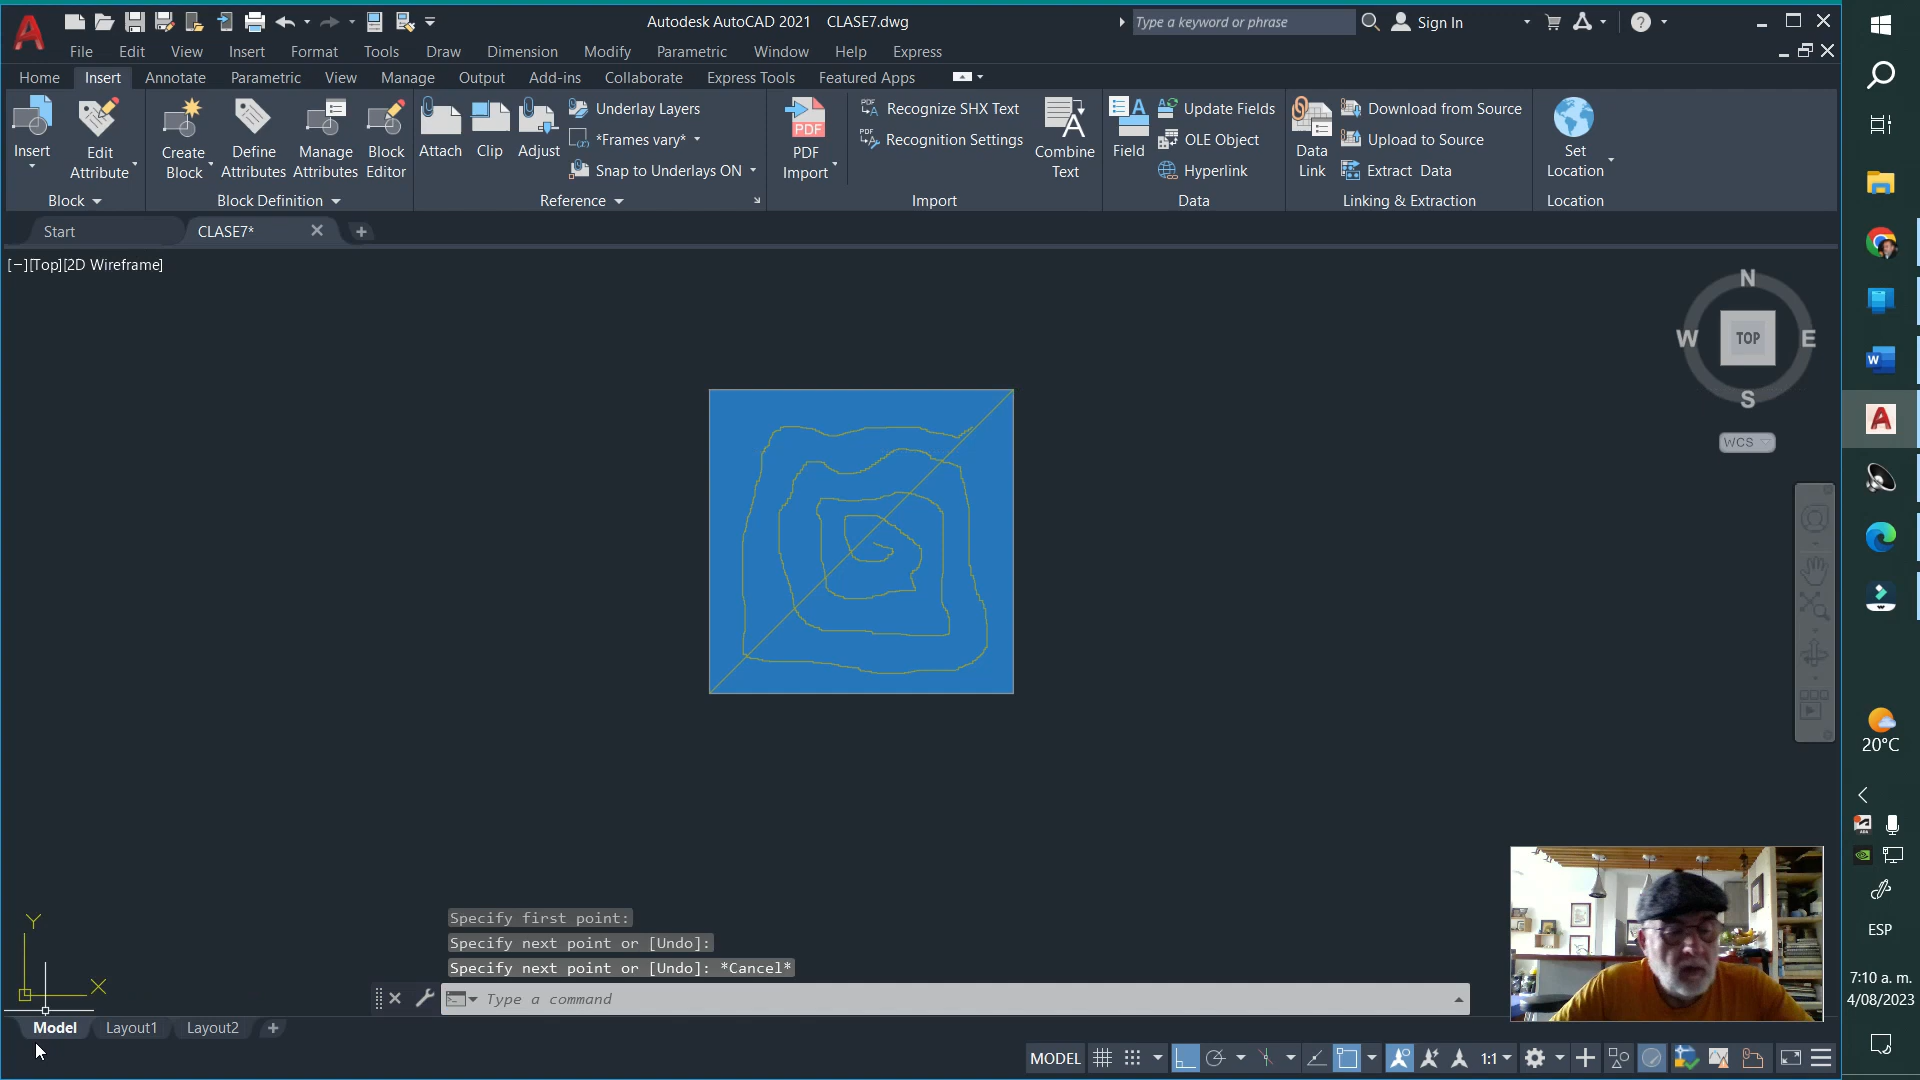 Autodesk AutoCAD 2021 CLASE7.dwg
Type a keyword or phrase
Sign In
File Edit View Insert Format Tools Draw Dimension Modify Parametric Window Help Express
Home Insert Annotate Parametric View Manage Output Add-ins Collaborate Express Tools Featured Apps
Insert
Edit
Attribute
Create
Block
Define
Attributes
Manage
Attributes
Block
Editor
Attach
Clip
Adjust
Underlay Layers
*Frames vary*
Snap to Underlays ON
PDF
PDF
Import
PDF Recognize SHX Text
PDF Recognition Settings
Combine
Text
Field
Update Fields
OLE Object
Hyperlink
Data
Link
Download from Source
Upload to Source
Extract Data
Set
Location
Block
Block Definition
Reference
Import
Data
Linking & Extraction
Location
Start
CLASE7*
[−][Top][2D Wireframe]
N
W
TOP
E
S
WCS
20°C
ESP
7:10 a. m.
4/08/2023
Y
X
Specify first point:
Specify next point or [Undo]:
Specify next point or [Undo]: *Cancel*
Type a command
Model Layout1 Layout2
MODEL
1:1